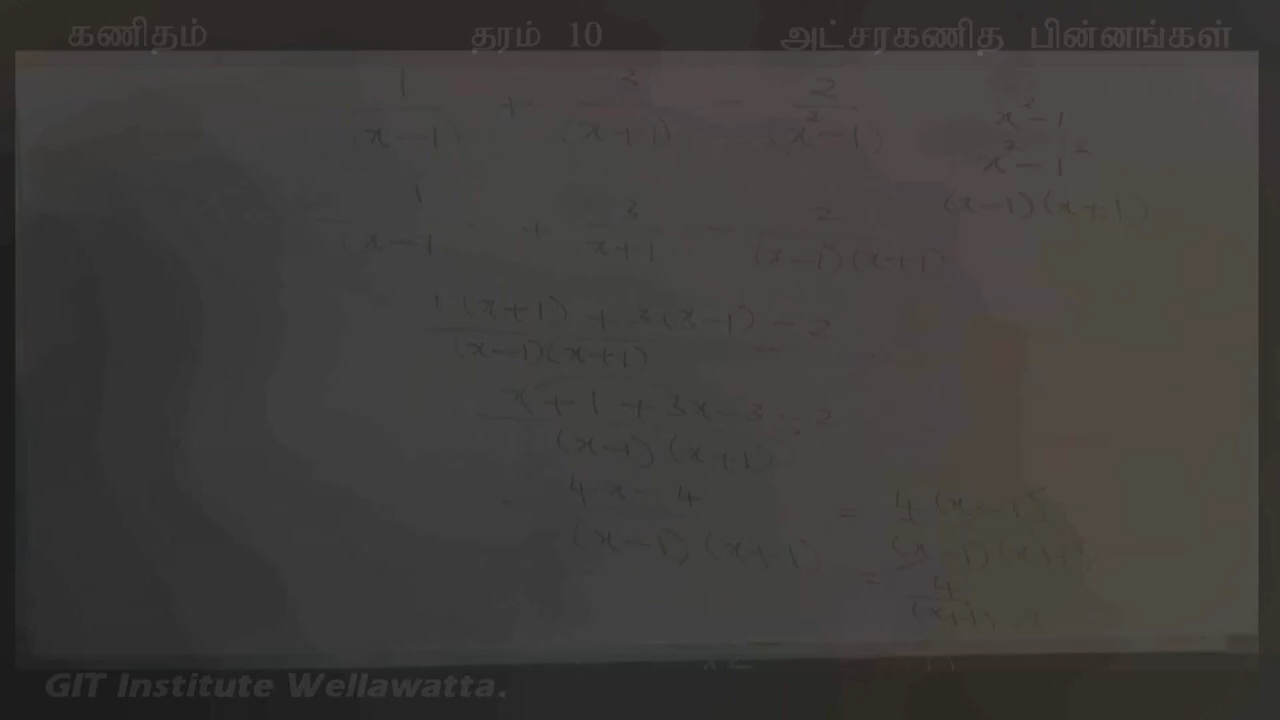 கணிதம் தரம் 10 அட்சரகணித பின்னங்கள்
1/(x-1) + 3/(x+1) - 2/(x²-1)
x²-1
x²-1²
(x-1)(x+1)
1/(x-1 + 3/x+1 - 2/(x-1)(x+1)
1(x+1) + 3(x-1) - 2
(x-1)(x+1)
x+1+3x-3-2
(x-1)(x+1)
4x-4/(x-1)(x+1) = 4(x-1)/(x-1)(x+1)
= 4/(x+1)
GIT Institute Wellawatta.